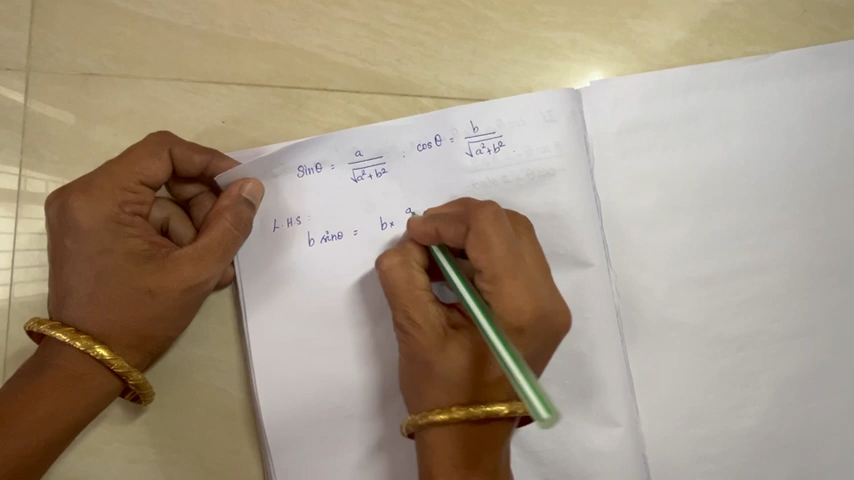 sinθ = a/√a²+b² . cosθ = b/√a²+b² .
L.H.S :
b sinθ = b× a